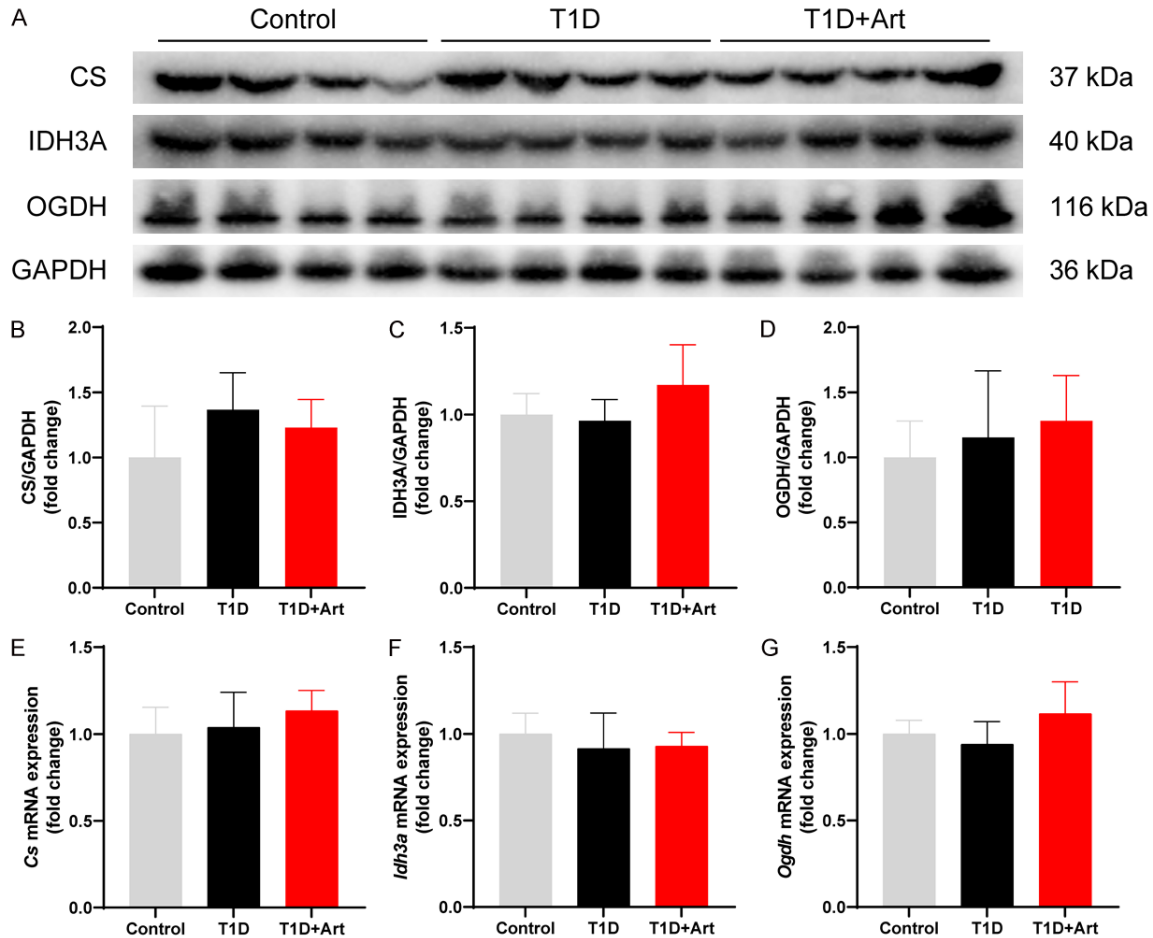 A
Control
T1D
T1D+Art
CS
37 kDa
IDH3A
40 kDa
OGDH
116 kDa
GAPDH
36 kDa
B
CS/GAPDH
(fold change)
2.0
1.5
1.0
0.5
0.0
Control
T1D
T1D+Art
C
IDH3A/GAPDH
(fold change)
1.5
1.0
0.5
0.0
Control
T1D
T1D+Art
D
OGDH/GAPDH
(fold change)
2.0
1.5
1.0
0.5
0.0
Control
T1D
T1D
E
Cs mRNA expression
(fold change)
1.5
1.0
0.5
0.0
Control
T1D
T1D+Art
F
Idh3a mRNA expression
(fold change)
1.5
1.0
0.5
0.0
Control
T1D
T1D+Art
G
Ogdh mRNA expression
(fold change)
1.5
1.0
0.5
0.0
Control
T1D
T1D+Art